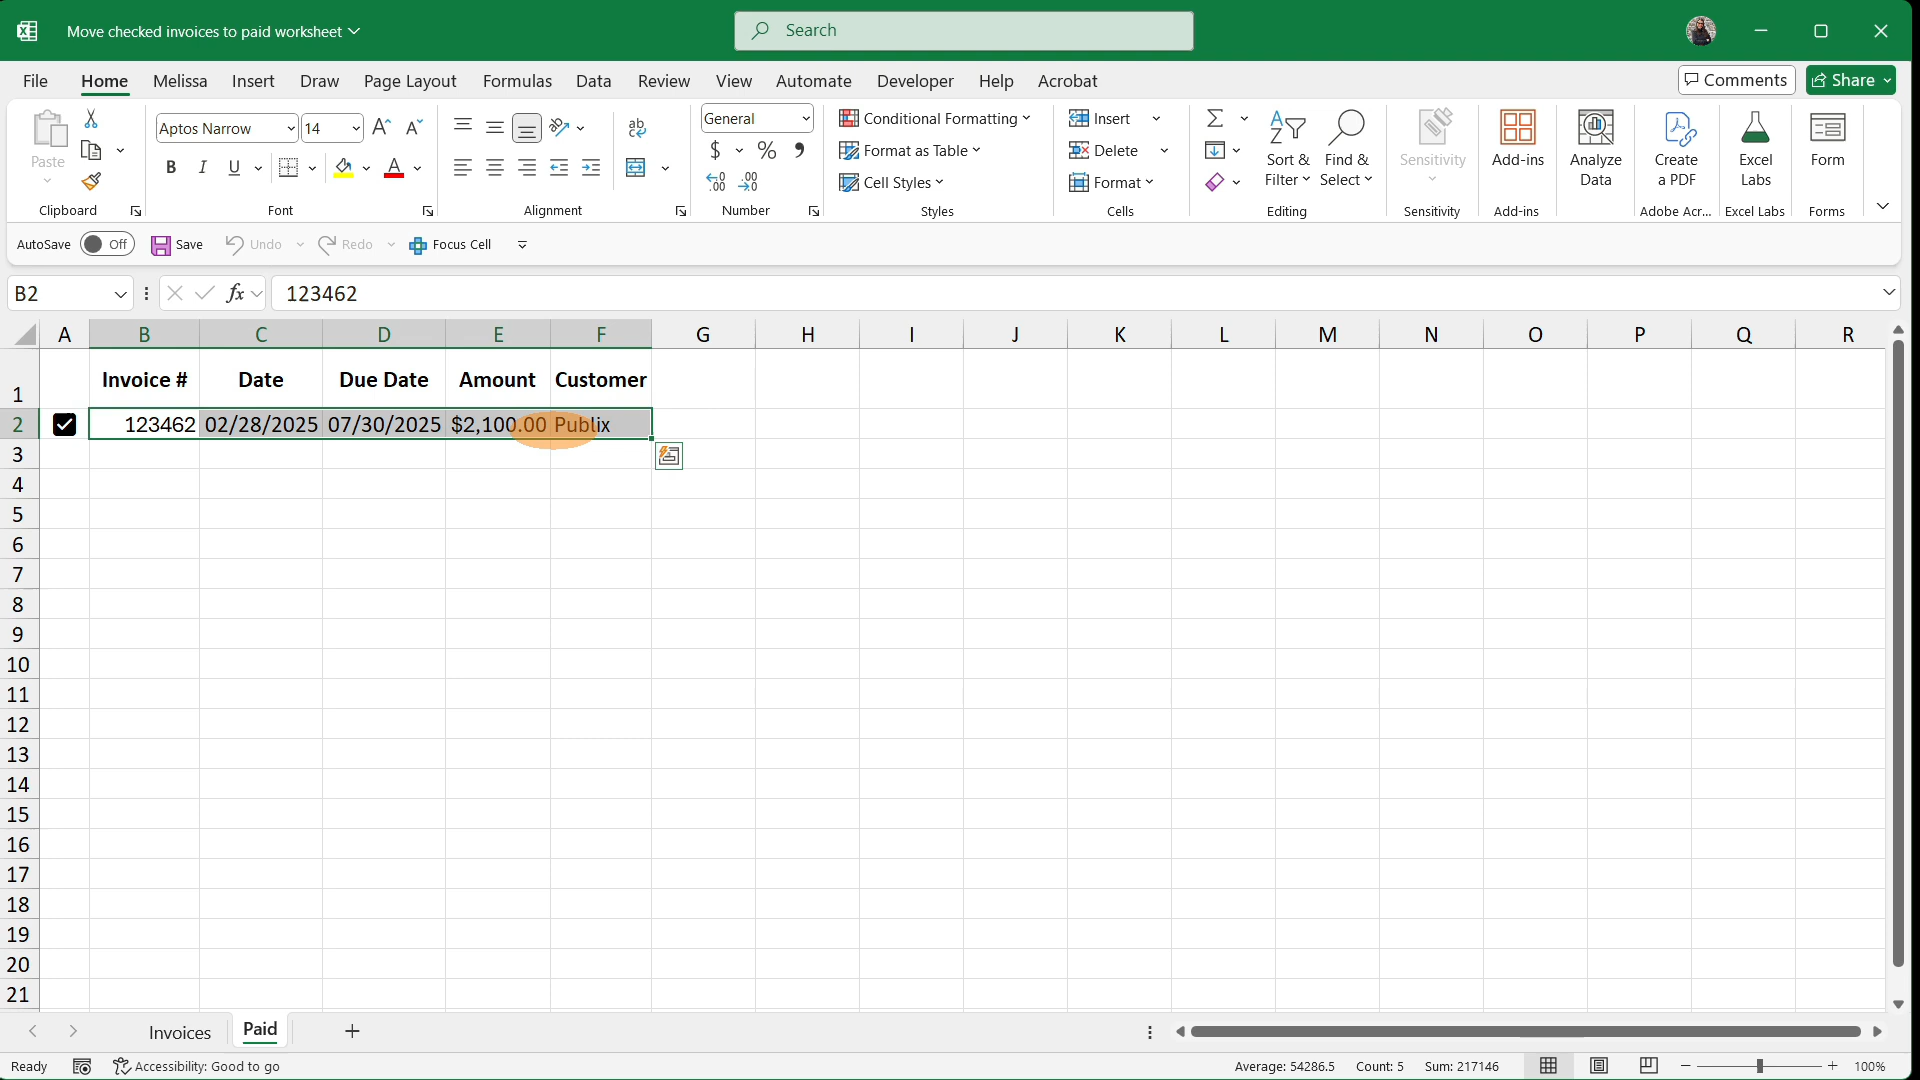 Move checked invoices to paid worksheet
Search
File Home Melissa Insert Draw Page Layout Formulas Data Review View Automate Developer Help Acrobat
Comments Share
Paste
Clipboard
Aptos Narrow 14
B I U
Font
ab
Alignment
General
$ % ,
Number
Conditional Formatting
Format as Table
Cell Styles
Styles
Insert
Delete
Format
Cells
Sort & Filter
Find & Select
Editing
Sensitivity
Sensitivity
Add-ins
Add-ins
Analyze Data
Create a PDF
Adobe Acr...
Excel Labs
Excel Labs
Form
Forms
AutoSave Off Save Undo Redo Focus Cell
B2 fx 123462
A B C D E F G H I J K L M N O P Q R
1 Invoice # Date Due Date Amount Customer
2 123462 02/28/2025 07/30/2025 $2,100.00 Publix
3
4
5
6
7
8
9
10
11
12
13
14
15
16
17
18
19
20
21
Invoices Paid
Ready Accessibility: Good to go Average: 54286.5 Count: 5 Sum: 217146 100%